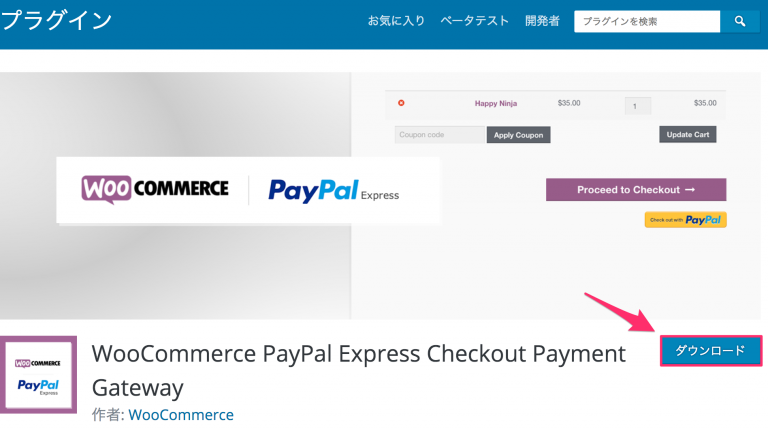 プラグイン
お気に入り ベータテスト 開発者 プラグインを検索
Happy Ninja $35.00 1 $35.00
Coupon code Apply Coupon Update Cart
WOO COMMERCE PayPal Express
Proceed to Checkout →
Check out with PayPal
WOO COMMERCE
PayPal
Express
WooCommerce PayPal Express Checkout Payment
Gateway
ダウンロード
作者: WooCommerce